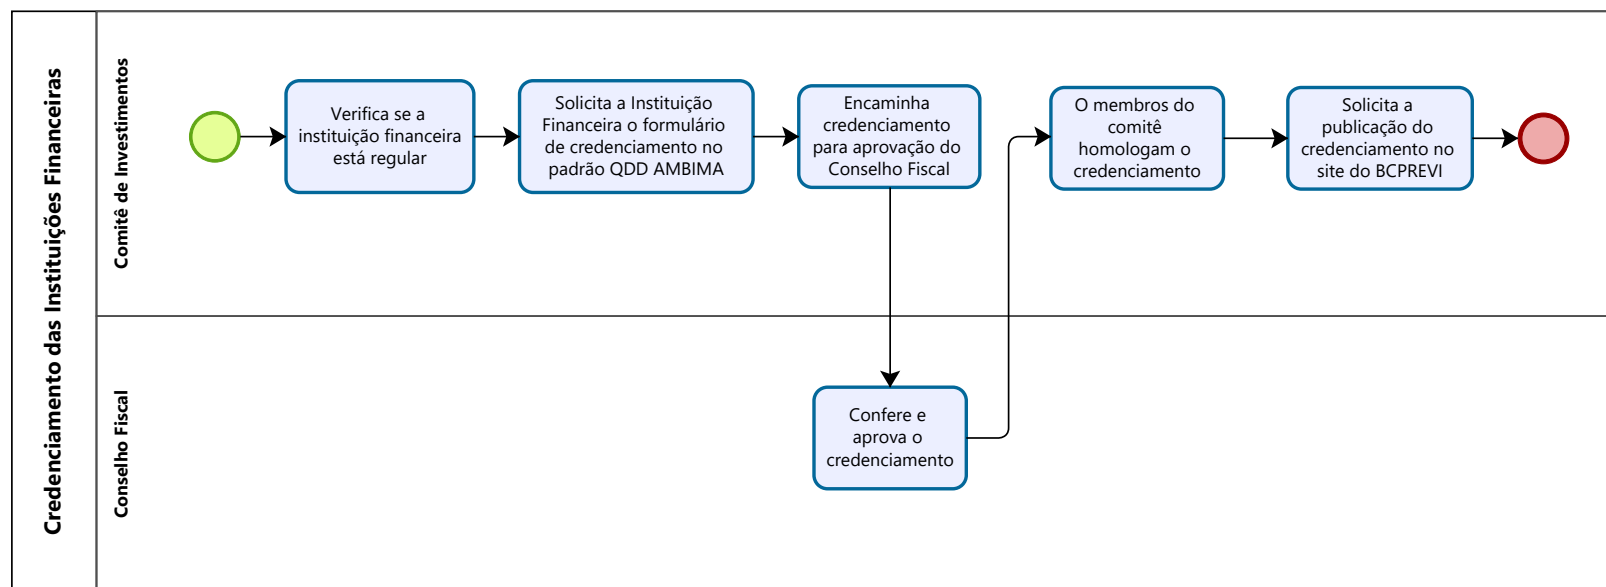 Credenciamento das Instituições Financeiras
Comitê de Investimentos
Verifica se a
instituição financeira
está regular
Solicita a Instituição
Financeira o formulário
de credenciamento no
padrão QDD AMBIMA
Encaminha
credenciamento
para aprovação do
Conselho Fiscal
O membros do
comitê
homologam o
credenciamento
Solicita a
publicação do
credenciamento no
site do BCPREVI
Conselho Fiscal
Confere e
aprova o
credenciamento